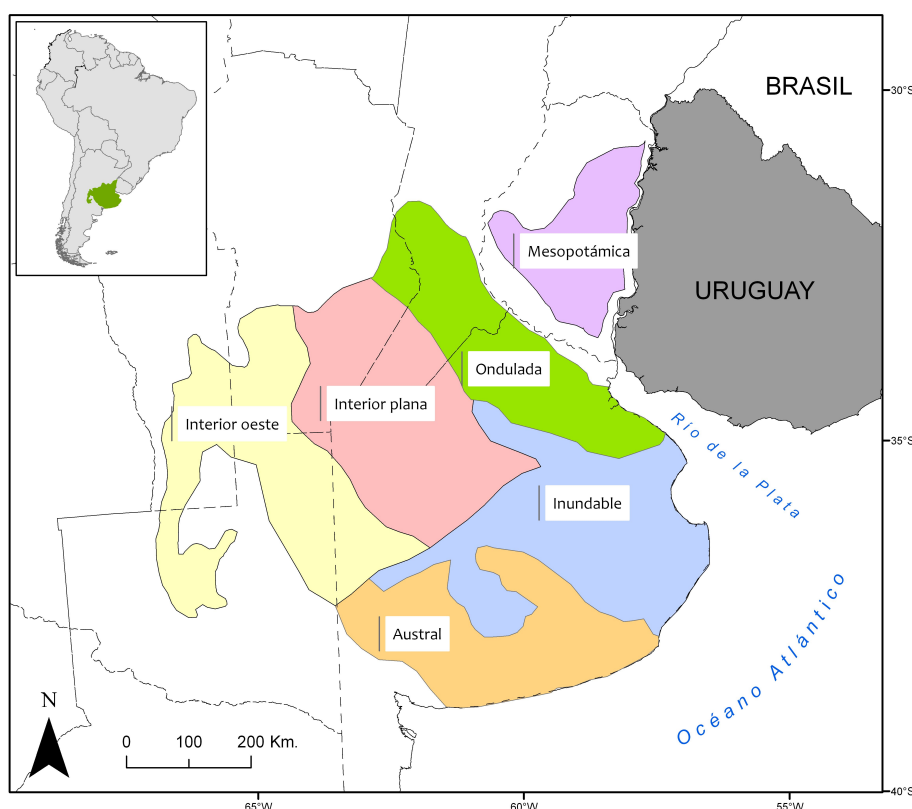 BRASIL
30°S
Mesopotámica
URUGUAY
Ondulada
Interior plana
Interior oeste
Río de la Plata
35°S
Inundable
Austral
Océano Atlántico
N
0 100 200 Km.
40°S
65°W
60°W
55°W